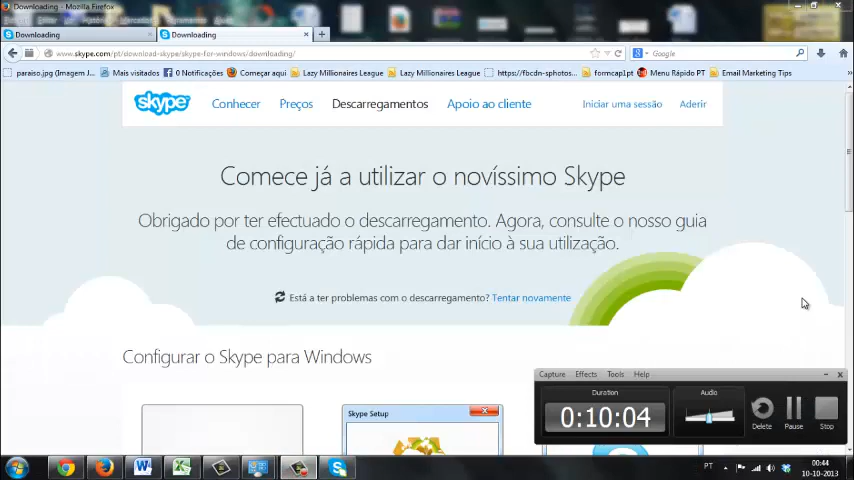 Downloading - Mozilla Firefox
Downloading
Downloading
www.skype.com/pt/download-skype/skype-for-windows/downloading/
Google
paraiso.jpg (Imagem J...
Mais visitados
0 Notificações
Começar aqui
Lazy Millionaires League
Lazy Millionaires League
https://fbcdn-sphotos...
formcap1pt
Menu Rápido PT
Email Marketing Tips
skype
Conhecer
Preços
Descarregamentos
Apoio ao cliente
Iniciar uma sessão
Aderir
Comece já a utilizar o novíssimo Skype
Obrigado por ter efectuado o descarregamento. Agora, consulte o nosso guia
de configuração rápida para dar início à sua utilização.
Está a ter problemas com o descarregamento? Tentar novamente
Configurar o Skype para Windows
Skype Setup
Capture
Effects
Tools
Help
Duration
0:10:04
Audio
Delete
Pause
Stop
PT
00:44
10-10-2013